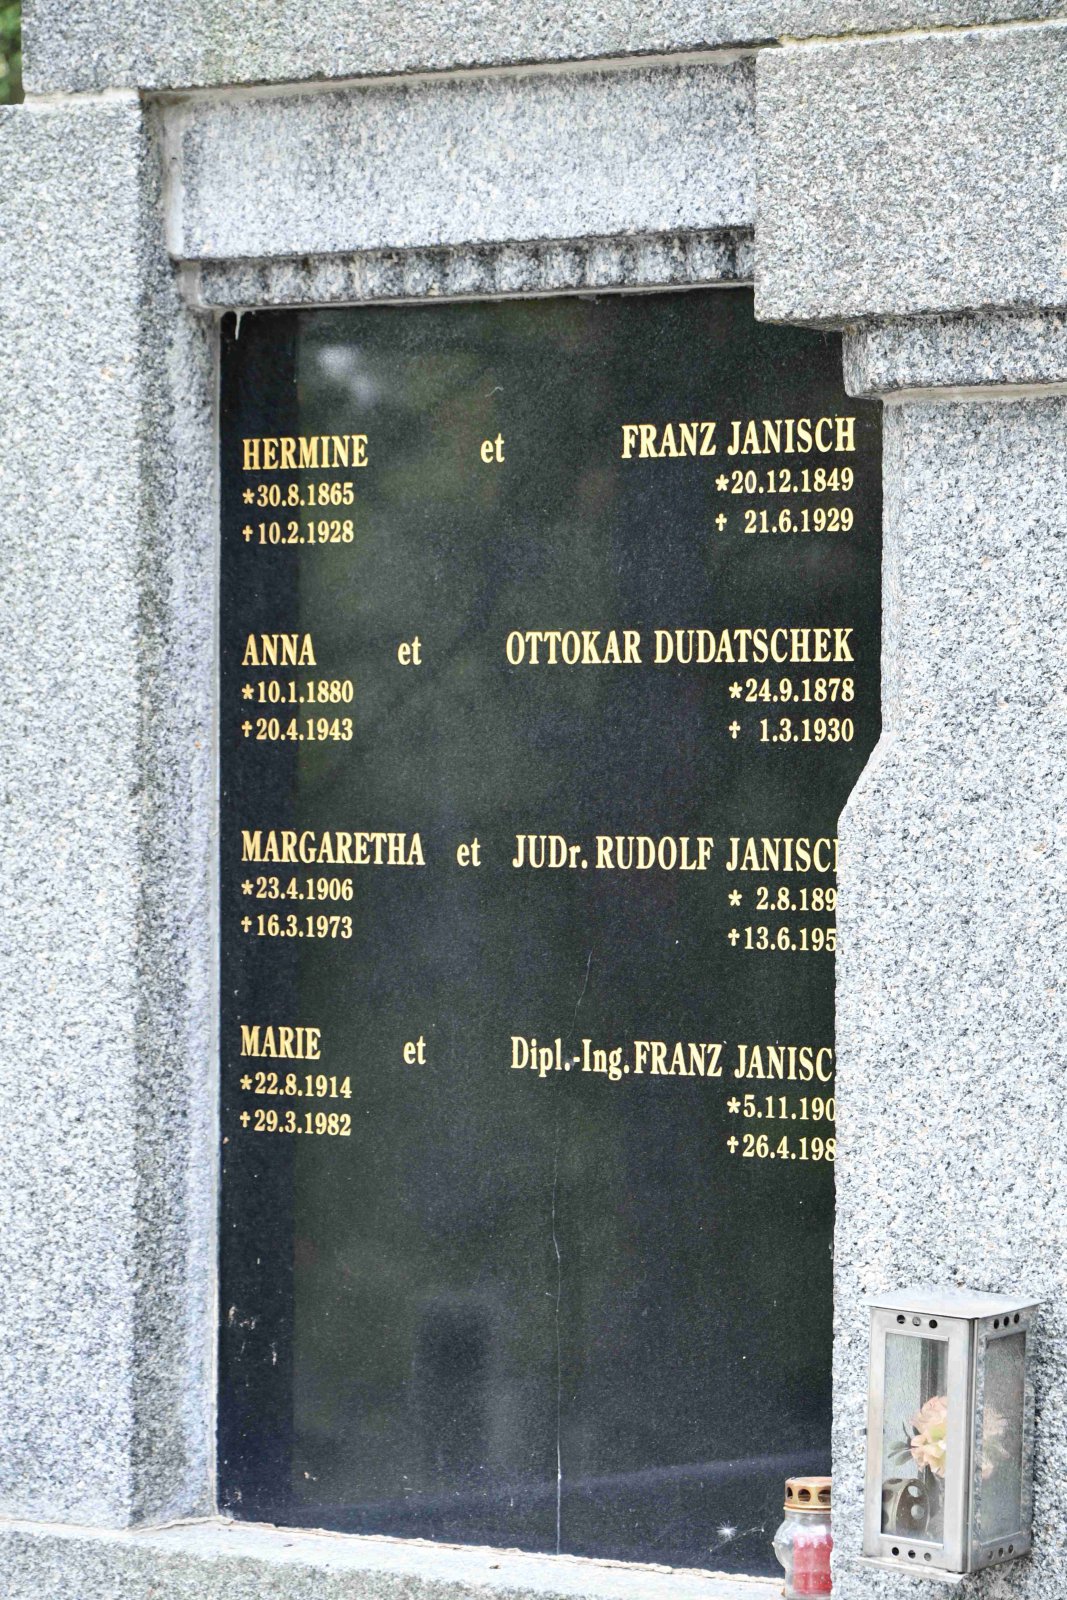 HERMINE et FRANZ JANISCH
*30.8.1865 *20.12.1849
†10.2.1928 † 21.6.1929
ANNA et OTTOKAR DUDATSCHEK
*10.1.1880 *24.9.1878
†20.4.1943 † 1.3.1930
MARGARETHA et JUDr. RUDOLF JANISC
*23.4.1906 * 2.8.189
†16.3.1973 †13.6.195
MARIE et Dipl.-Ing. FRANZ JANISC
*22.8.1914 *5.11.190
†29.3.1982 †26.4.198